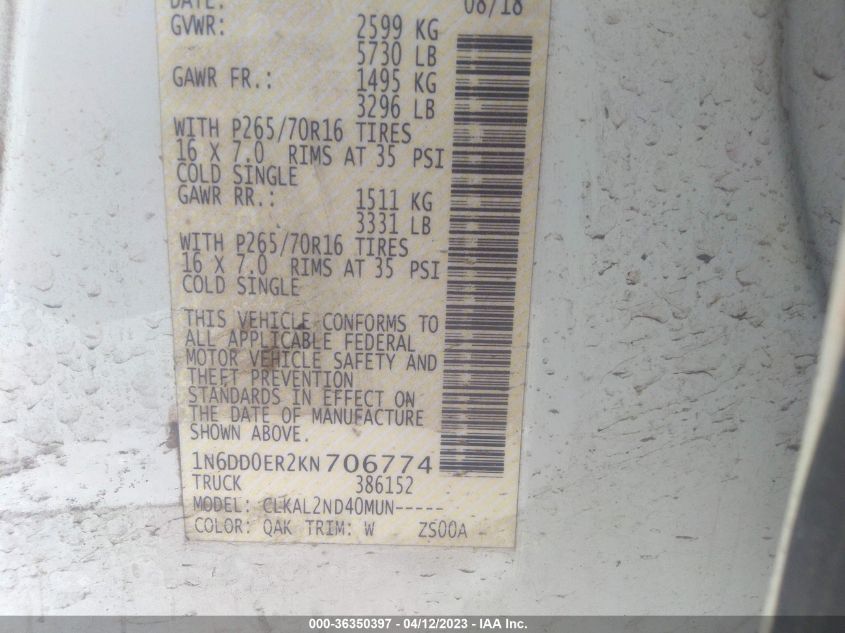 DATE: 08/18
GVWR: 2599 KG
5730 LB
GAWR FR.: 1495 KG
3296 LB
WITH P265/70R16 TIRES
16 X 7.0 RIMS AT 35 PSI
COLD SINGLE
GAWR RR.: 1511 KG
3331 LB
WITH P265/70R16 TIRES
16 X 7.0 RIMS AT 35 PSI
COLD SINGLE
THIS VEHICLE CONFORMS TO
ALL APPLICABLE FEDERAL
MOTOR VEHICLE SAFETY AND
THEFT PREVENTION
STANDARDS IN EFFECT ON
THE DATE OF MANUFACTURE
SHOWN ABOVE.
1N6DD0ER2KN706774
TRUCK 386152
MODEL: CLKAL2ND40MUN-----
COLOR: QAK TRIM: W ZS00A
000-36350397 - 04/12/2023 - IAA Inc.